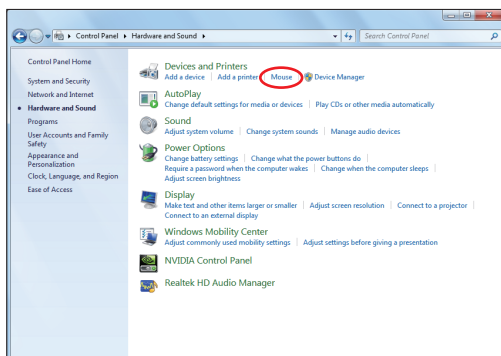 Control Panel ▸ Hardware and Sound ▸
Search Control Panel
Control Panel Home
System and Security
Network and Internet
Hardware and Sound
Programs
User Accounts and Family
Safety
Appearance and
Personalization
Clock, Language, and Region
Ease of Access
Devices and Printers
Add a device | Add a printer | Mouse | Device Manager
AutoPlay
Change default settings for media or devices | Play CDs or other media automatically
Sound
Adjust system volume | Change system sounds | Manage audio devices
Power Options
Change battery settings | Change what the power buttons do |
Require a password when the computer wakes | Change when the computer sleeps |
Adjust screen brightness
Display
Make text and other items larger or smaller | Adjust screen resolution | Connect to a projector |
Connect to an external display
Windows Mobility Center
Adjust commonly used mobility settings | Adjust settings before giving a presentation
NVIDIA Control Panel
Realtek HD Audio Manager